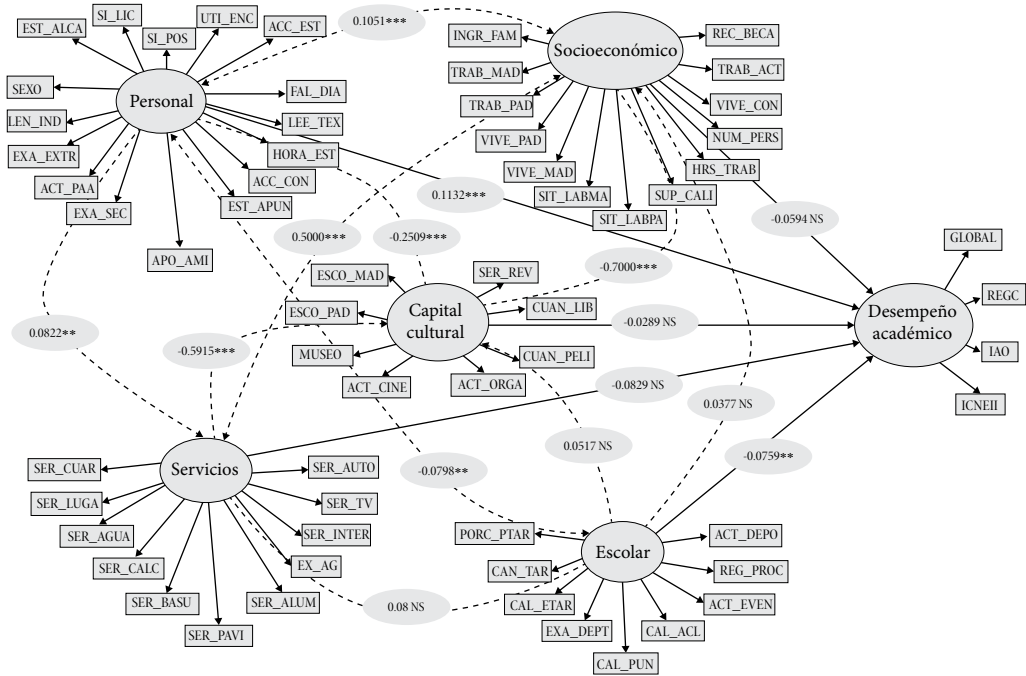 EST_ALCA
SI_LIC
SI_POS
UTI_ENC
ACC_EST
SEXO
Personal
FAL_DIA
LEN_IND
LEE_TEX
EXA_EXTR
HORA_EST
ACT_PAA
ACC_CON
EXA_SEC
EST_APUN
APO_AMI
0.1051***
INGR_FAM
Socioeconómico
REC_BECA
TRAB_MAD
TRAB_ACT
TRAB_PAD
VIVE_CON
VIVE_PAD
NUM_PERS
VIVE_MAD
HRS_TRAB
SIT_LABMA
SUP_CALI
SIT_LABPA
0.1132***
-0.0594 NS
0.5000***
-0.2509***
-0.7000***
GLOBAL
REGC
Desempeño
académico
IAO
ICNEII
ESCO_MAD
SER_REV
ESCO_PAD
Capital
cultural
CUAN_LIB
MUSEO
CUAN_PELI
ACT_CINE
ACT_ORGA
-0.0289 NS
0.0822**
-0.5915***
-0.0829 NS
0.0377 NS
0.0517 NS
-0.0759**
-0.0798**
SER_CUAR
Servicios
SER_AUTO
SER_LUGA
SER_TV
SER_AGUA
SER_INTER
SER_CALC
EX_AG
SER_BASU
SER_ALUM
SER_PAVI
0.08 NS
PORC_PTAR
Escolar
ACT_DEPO
CAN_TAR
REG_PROC
CAL_ETAR
ACT_EVEN
EXA_DEPT
CAL_ACL
CAL_PUN